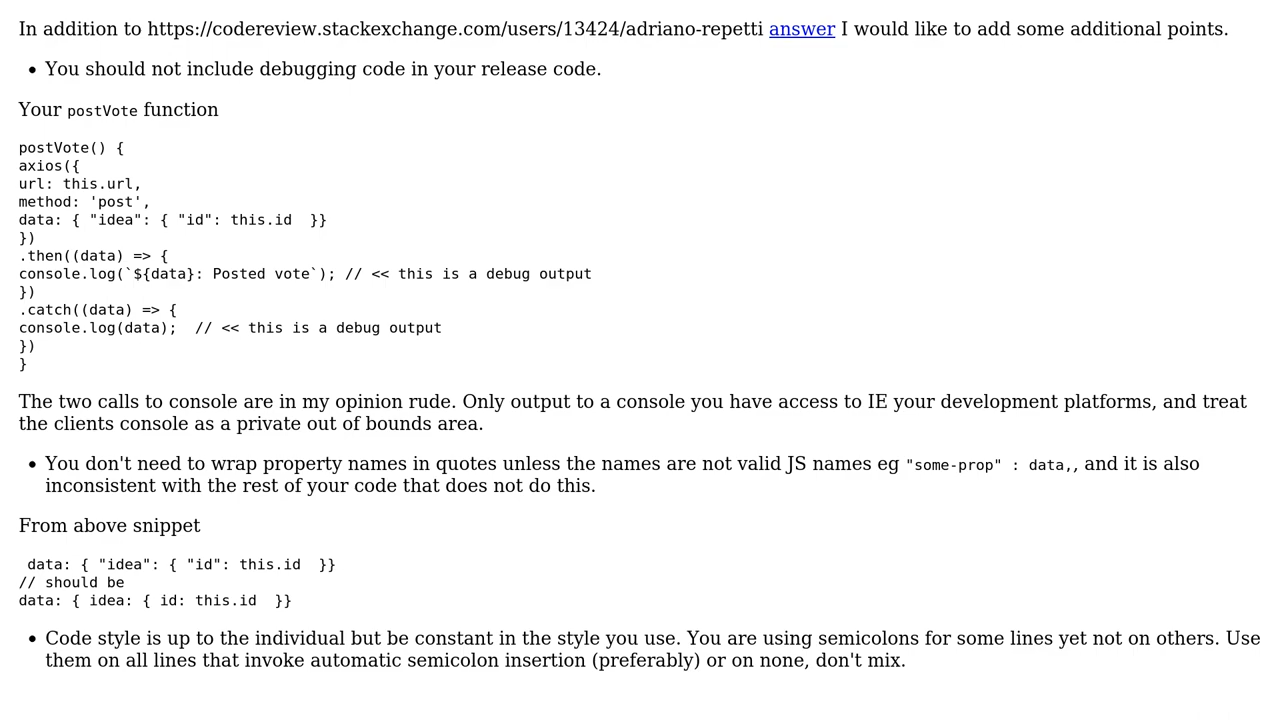 In addition to https://codereview.stackexchange.com/users/13424/adriano-repetti answer I would like to add some additional points.
• You should not include debugging code in your release code.
Your postVote function
postVote() {
axios({
url: this.url,
method: 'post',
data: { "idea": { "id": this.id  }}
})
.then((data) => {
console.log(`${data}: Posted vote`); // << this is a debug output
})
.catch((data) => {
console.log(data);  // << this is a debug output
})
}
The two calls to console are in my opinion rude. Only output to a console you have access to IE your development platforms, and treat
the clients console as a private out of bounds area.
• You don't need to wrap property names in quotes unless the names are not valid JS names eg "some-prop" : data,, and it is also
inconsistent with the rest of your code that does not do this.
From above snippet
 data: { "idea": { "id": this.id  }}
// should be
data: { idea: { id: this.id  }}
• Code style is up to the individual but be constant in the style you use. You are using semicolons for some lines yet not on others. Use
them on all lines that invoke automatic semicolon insertion (preferably) or on none, don't mix.